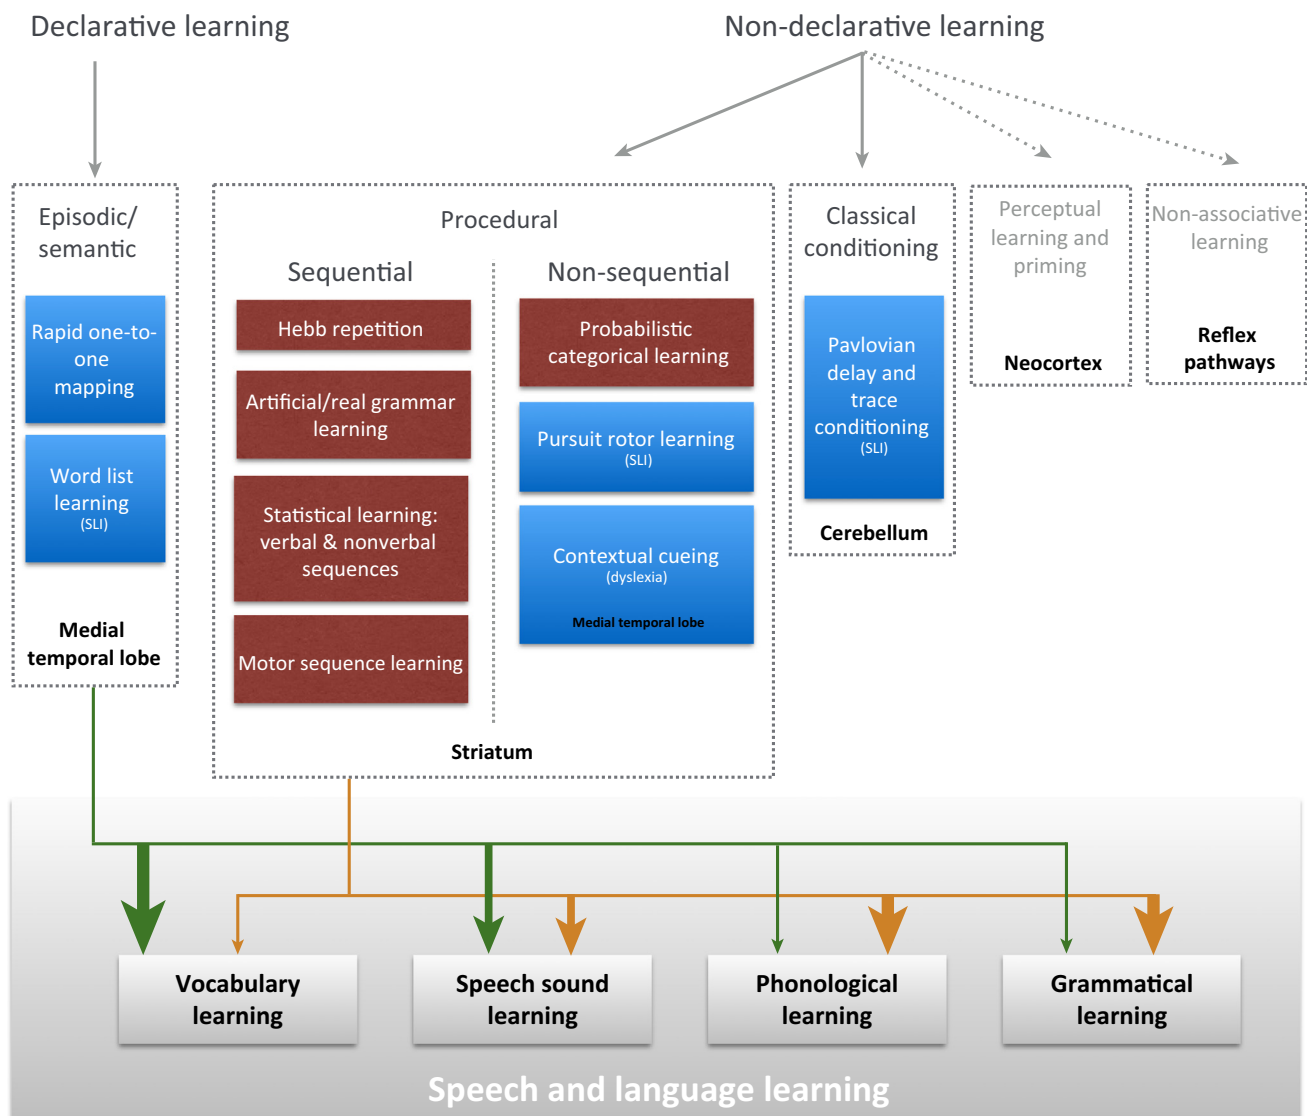 Declarative learning
Non-declarative learning
Episodic/
semantic
Rapid one-to-
one
mapping
Word list
learning
(SLI)
Medial
temporal lobe
Procedural
Sequential
Hebb repetition
Artificial/real grammar
learning
Statistical learning:
verbal & nonverbal
sequences
Motor sequence learning
Non-sequential
Probabilistic
categorical learning
Pursuit rotor learning
(SLI)
Contextual cueing
(dyslexia)
Medial temporal lobe
Striatum
Classical
conditioning
Pavlovian
delay and
trace
conditioning
(SLI)
Cerebellum
Perceptual
learning and
priming
Neocortex
Non-associative
learning
Reflex
pathways
Vocabulary
learning
Speech sound
learning
Phonological
learning
Grammatical
learning
Speech and language learning